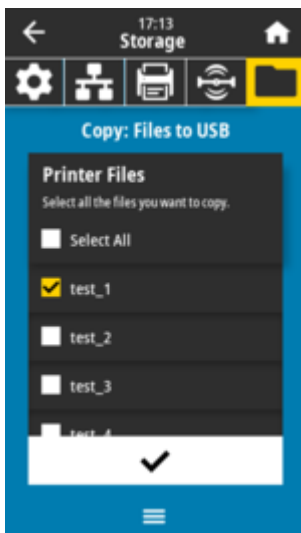 17:13
Storage
Copy: Files to USB
Printer Files
Select all the files you want to copy.
Select All
test_1
test_2
test_3
test_4